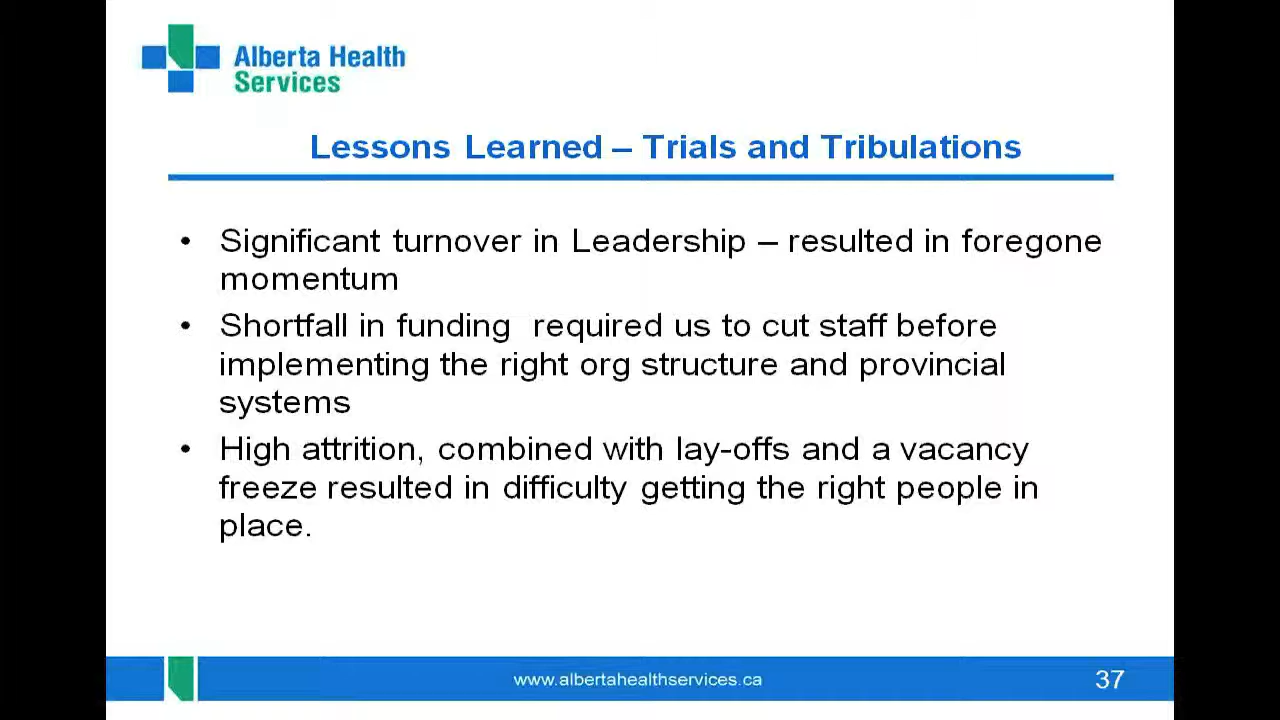 Alberta Health
Services
Lessons Learned – Trials and Tribulations
• Significant turnover in Leadership – resulted in foregone
momentum
• Shortfall in funding  required us to cut staff before
implementing the right org structure and provincial
systems
• High attrition, combined with lay-offs and a vacancy
freeze resulted in difficulty getting the right people in
place.
www.albertahealthservices.ca
37